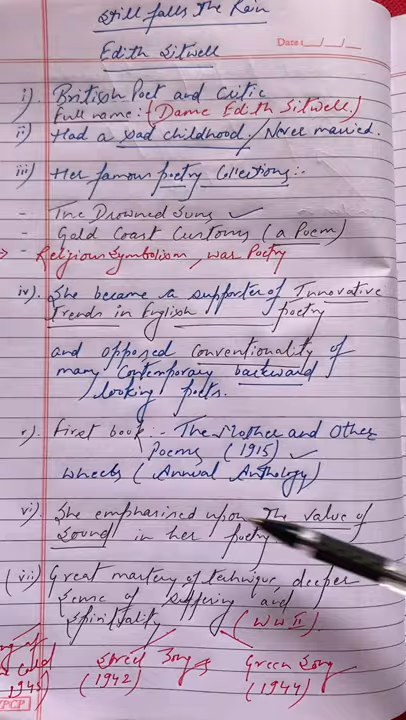 Still falls The Rain
Edith Sitwell
Date:___/___/___
i). British Poet and Critic
Full name: (Dame Edith Sitwell)
ii) Had a sad childhood / Never married.
iii) Her famous poetry Collections:-
- The Drowned Suns ✓
- Gold Coast Customs (a Poem)
- Religious Symbolism, was Poetry
iv). She became a supporter of Innovative
Trends in English poetry
and opposed conventionality of
many Contemporary backward
looking poets.
v). First book:- The Mother and Other
Poems (1915) ✓
Wheels (Annual Anthology)
vi). She emphasised upon the value of
Sound in her poetry
(vii) Great mastery of technique deeper
Sense of suffering and
Spirituality (WW II).
Street Songs Green Song
(1942) (1944)
1945